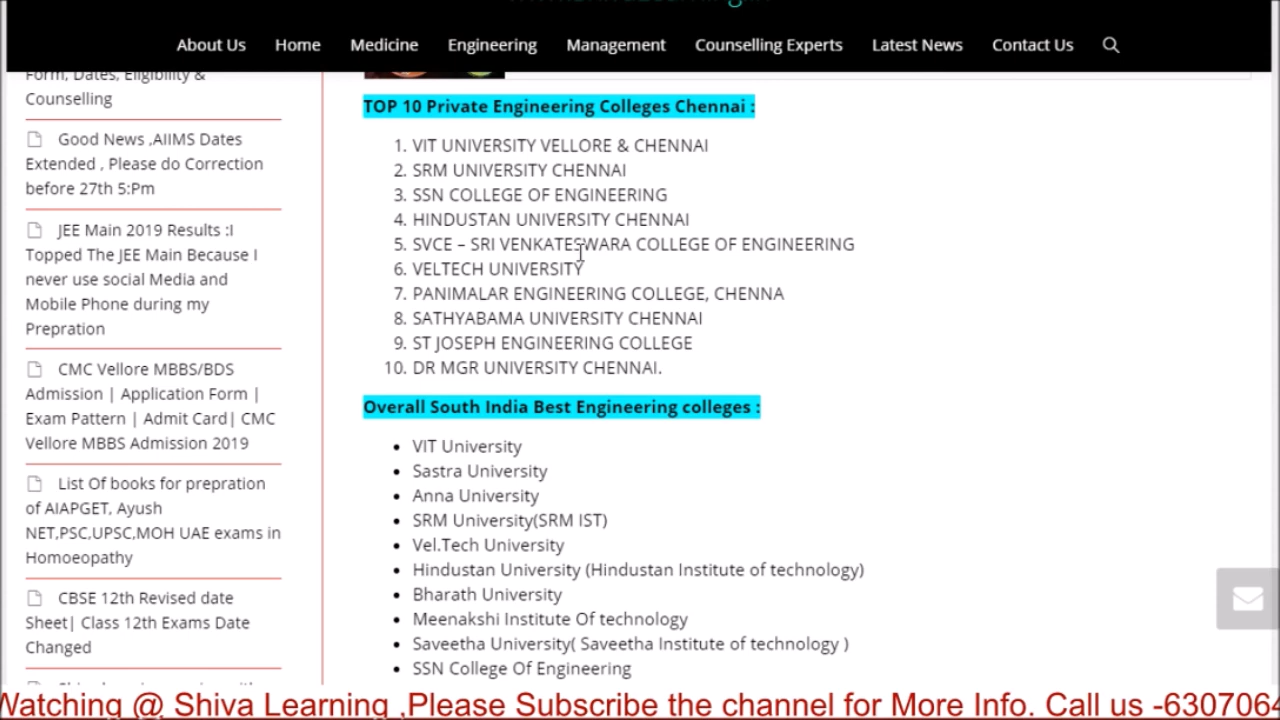 About Us Home Medicine Engineering Management Counselling Experts Latest News Contact Us
Form, Dates, Eligibility &
Counselling
Good News ,AIIMS Dates
Extended , Please do Correction
before 27th 5:Pm
JEE Main 2019 Results :I
Topped The JEE Main Because I
never use social Media and
Mobile Phone during my
Prepration
CMC Vellore MBBS/BDS
Admission | Application Form |
Exam Pattern | Admit Card| CMC
Vellore MBBS Admission 2019
List Of books for prepration
of AIAPGET, Ayush
NET,PSC,UPSC,MOH UAE exams in
Homoeopathy
CBSE 12th Revised date
Sheet| Class 12th Exams Date
Changed
TOP 10 Private Engineering Colleges Chennai :
1. VIT UNIVERSITY VELLORE & CHENNAI
2. SRM UNIVERSITY CHENNAI
3. SSN COLLEGE OF ENGINEERING
4. HINDUSTAN UNIVERSITY CHENNAI
5. SVCE – SRI VENKATESWARA COLLEGE OF ENGINEERING
6. VELTECH UNIVERSITY
7. PANIMALAR ENGINEERING COLLEGE, CHENNA
8. SATHYABAMA UNIVERSITY CHENNAI
9. ST JOSEPH ENGINEERING COLLEGE
10. DR MGR UNIVERSITY CHENNAI.
Overall South India Best Engineering colleges :
• VIT University
• Sastra University
• Anna University
• SRM University(SRM IST)
• Vel.Tech University
• Hindustan University (Hindustan Institute of technology)
• Bharath University
• Meenakshi Institute Of technology
• Saveetha University( Saveetha Institute of technology )
• SSN College Of Engineering
Watching @ Shiva Learning ,Please Subscribe the channel for More Info. Call us -6307064